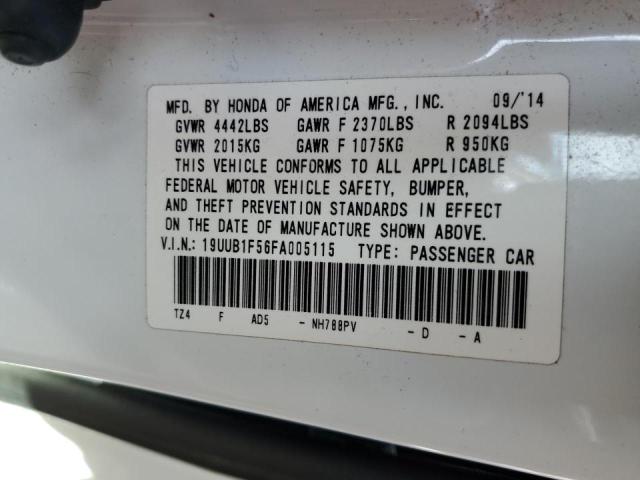 MFD. BY HONDA OF AMERICA MFG., INC. 09/'14
GVWR 4442LBS GAWR F 2370LBS R 2094LBS
GVWR 2015KG GAWR F 1075KG R 950KG
THIS VEHICLE CONFORMS TO ALL APPLICABLE
FEDERAL MOTOR VEHICLE SAFETY, BUMPER,
AND THEFT PREVENTION STANDARDS IN EFFECT
ON THE DATE OF MANUFACTURE SHOWN ABOVE.
V.I.N.: 19UUB1F56FA005115 TYPE: PASSENGER CAR
TZ4 F AD5 - NH788PV - D - A